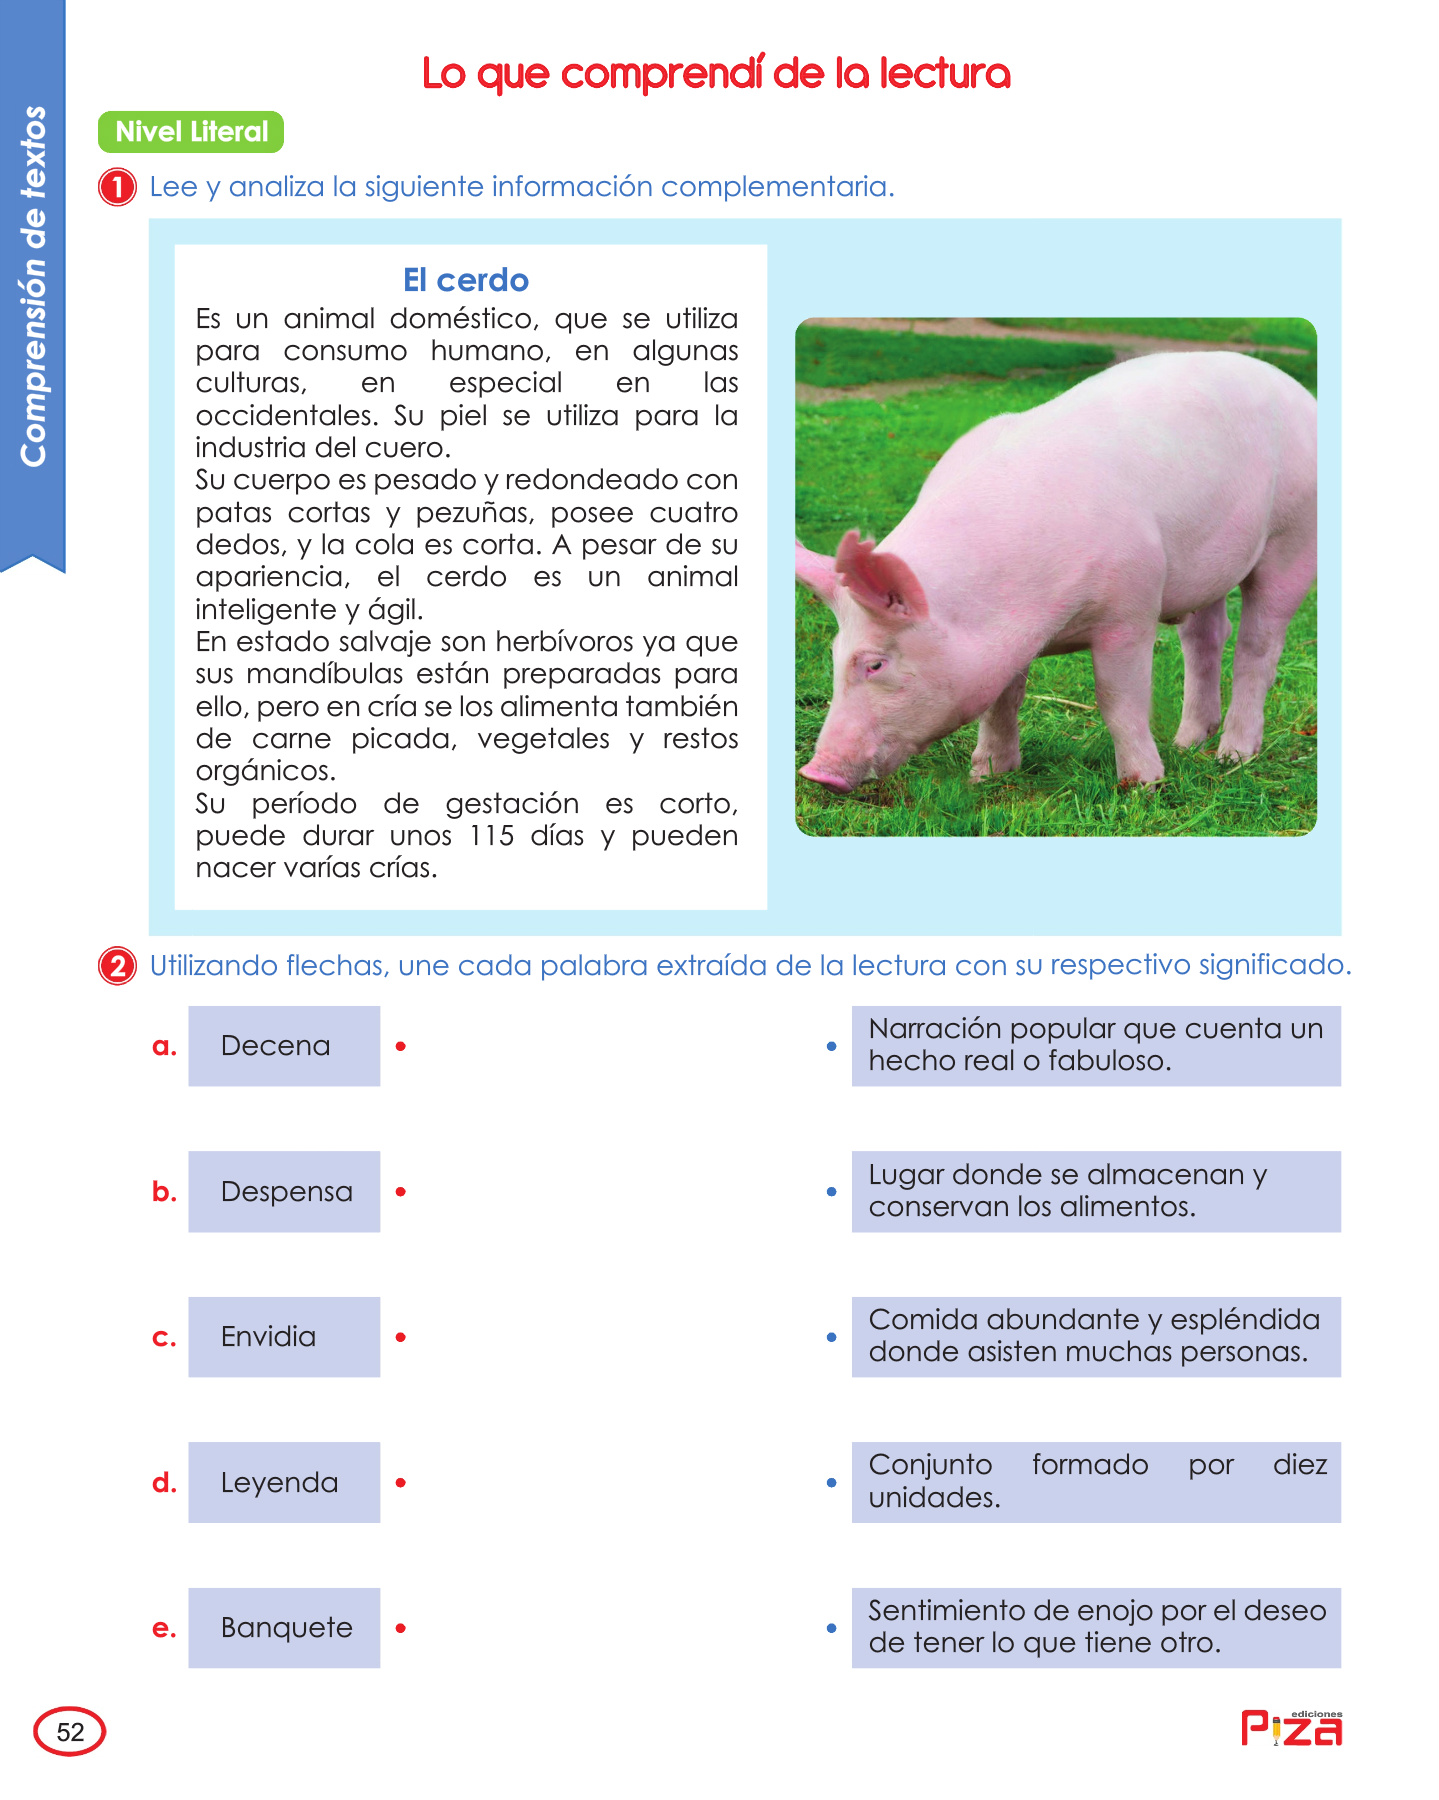 Comprensión de textos
Lo que comprendí de la lectura
Nivel Literal
1 Lee y analiza la siguiente información complementaria.
El cerdo
Es un animal doméstico, que se utiliza
para consumo humano, en algunas
culturas, en especial en las
occidentales. Su piel se utiliza para la
industria del cuero.
Su cuerpo es pesado y redondeado con
patas cortas y pezuñas, posee cuatro
dedos, y la cola es corta. A pesar de su
apariencia, el cerdo es un animal
inteligente y ágil.
En estado salvaje son herbívoros ya que
sus mandíbulas están preparadas para
ello, pero en cría se los alimenta también
de carne picada, vegetales y restos
orgánicos.
Su período de gestación es corto,
puede durar unos 115 días y pueden
nacer varías crías.
2 Utilizando flechas, une cada palabra extraída de la lectura con su respectivo significado.
a. Decena
Narración popular que cuenta un
hecho real o fabuloso.
b. Despensa
Lugar donde se almacenan y
conservan los alimentos.
c. Envidia
Comida abundante y espléndida
donde asisten muchas personas.
d. Leyenda
Conjunto formado por diez
unidades.
e. Banquete
Sentimiento de enojo por el deseo
de tener lo que tiene otro.
52
ediciones
Piza